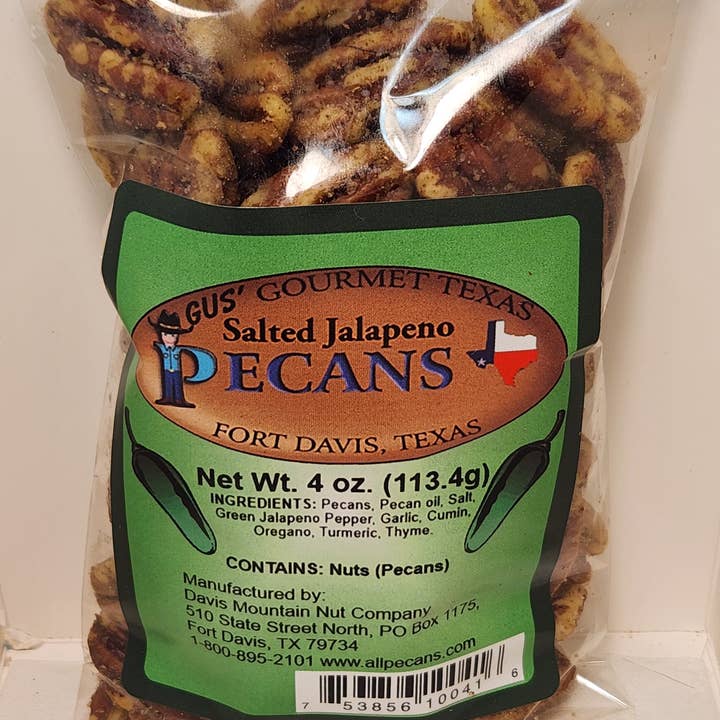 GUS' GOURMET TEXAS
Salted Jalapeno
PECANS
FORT DAVIS, TEXAS
Net Wt. 4 oz. (113.4g)
INGREDIENTS: Pecans, Pecan oil, Salt,
Green Jalapeno Pepper, Garlic, Cumin,
Oregano, Turmeric, Thyme.
CONTAINS: Nuts (Pecans)
Manufactured by:
Davis Mountain Nut Company
510 State Street North, PO Box 1175,
Fort Davis, TX 79734
1-800-895-2101 www.allpecans.com
7 53856 10041 6